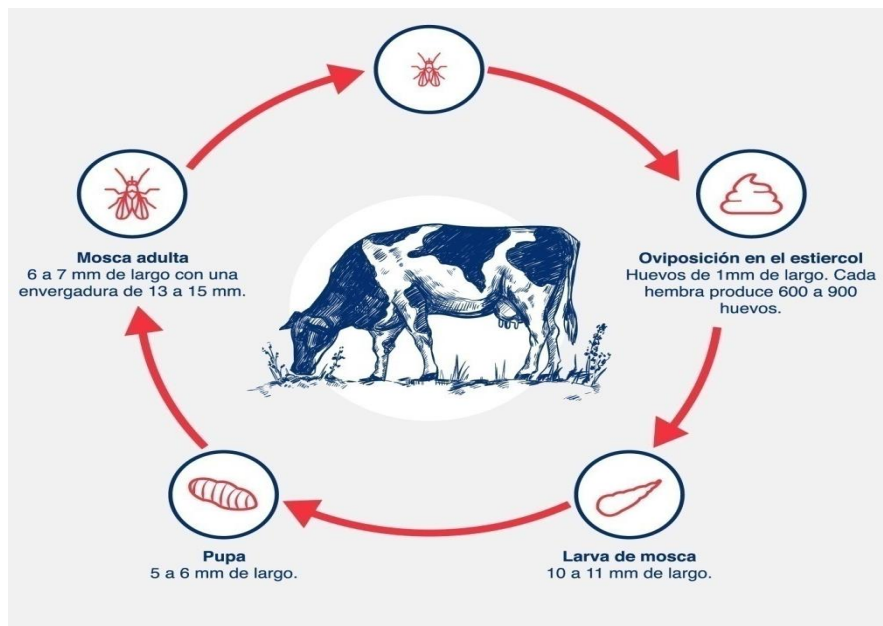 Mosca adulta
6 a 7 mm de largo con una
envergadura de 13 a 15 mm.
Oviposición en el estiercol
Huevos de 1mm de largo. Cada
hembra produce 600 a 900
huevos.
Pupa
5 a 6 mm de largo.
Larva de mosca
10 a 11 mm de largo.